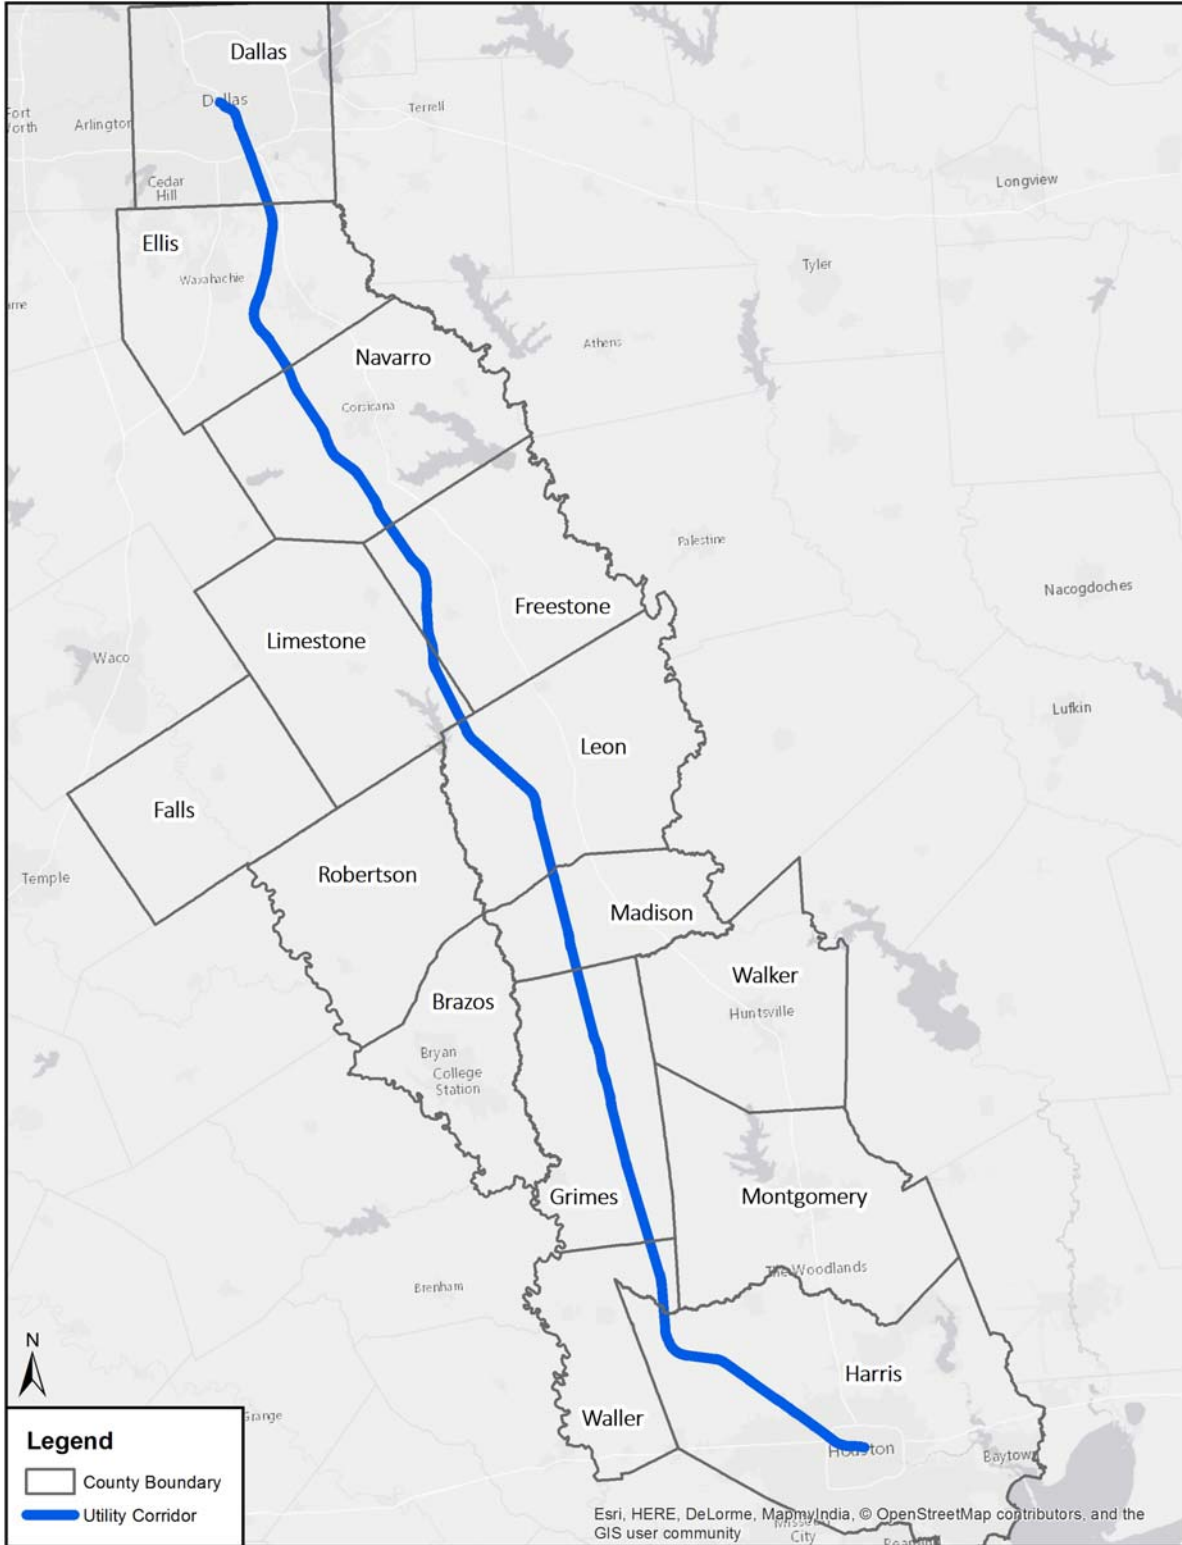 Dallas
Dallas
Fort
Worth
Arlington
Terrell
Cedar
Hill
Longview
Ellis
Waxahachie
Tyler
Navarro
Athens
Corsicana
Palestine
Nacogdoches
Freestone
Limestone
Waco
Lufkin
Leon
Falls
Robertson
Temple
Madison
Walker
Huntsville
Brazos
Bryan
College
Station
Grimes
Montgomery
The Woodlands
Brenham
N
Harris
Waller
Grange
Houston
Baytown
Legend
County Boundary
Utility Corridor
Missouri
City
Esri, HERE, DeLorme, MapmyIndia, © OpenStreetMap contributors, and the
GIS user community